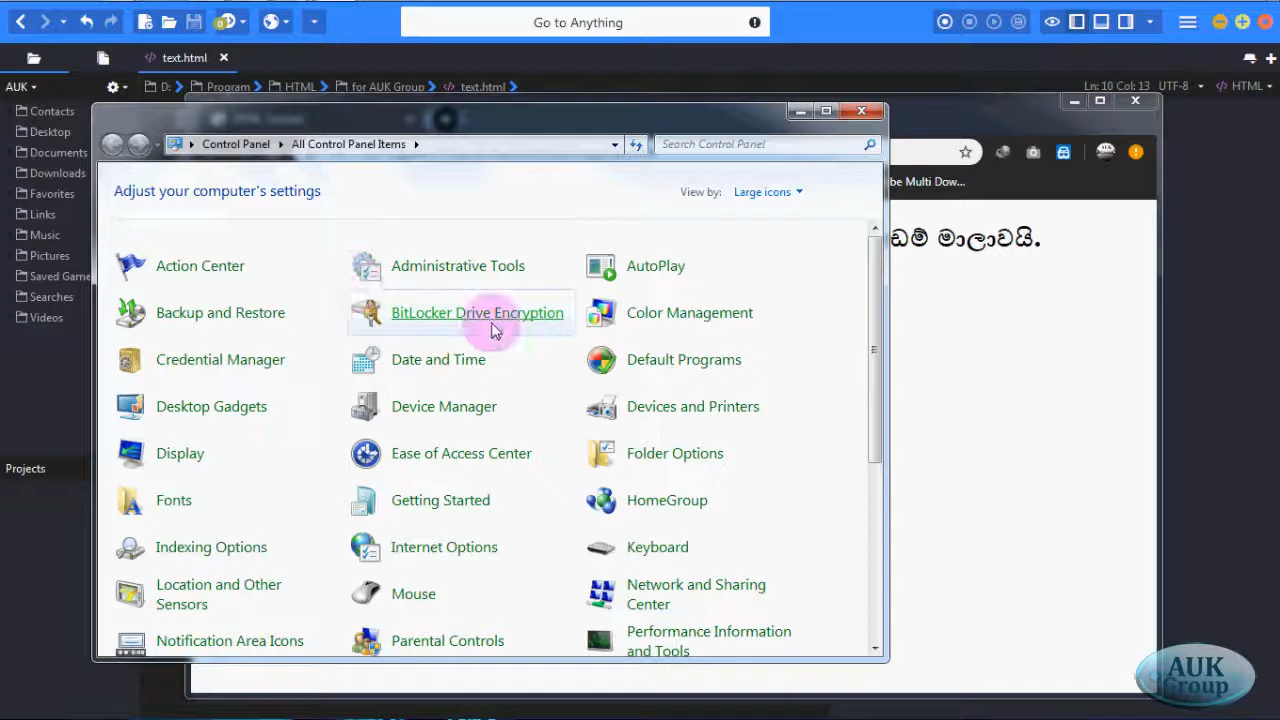 Go to Anything
text.html
AUK
D: Program HTML for AUK Group text.html
Ln: 10 Col: 13 UTF-8 HTML
Contacts
Desktop
Documents
Downloads
Favorites
Links
Music
Pictures
Saved Game
Searches
Videos
Projects
Control Panel All Control Panel Items
Search Control Panel
Adjust your computer's settings
View by: Large icons
Action Center
Administrative Tools
AutoPlay
Backup and Restore
BitLocker Drive Encryption
Color Management
Credential Manager
Date and Time
Default Programs
Desktop Gadgets
Device Manager
Devices and Printers
Display
Ease of Access Center
Folder Options
Fonts
Getting Started
HomeGroup
Indexing Options
Internet Options
Keyboard
Location and Other
Sensors
Mouse
Network and Sharing
Center
Notification Area Icons
Parental Controls
Performance Information
and Tools
be Multi Dow...
ඩම් මාලාවයි.
AUK
Group